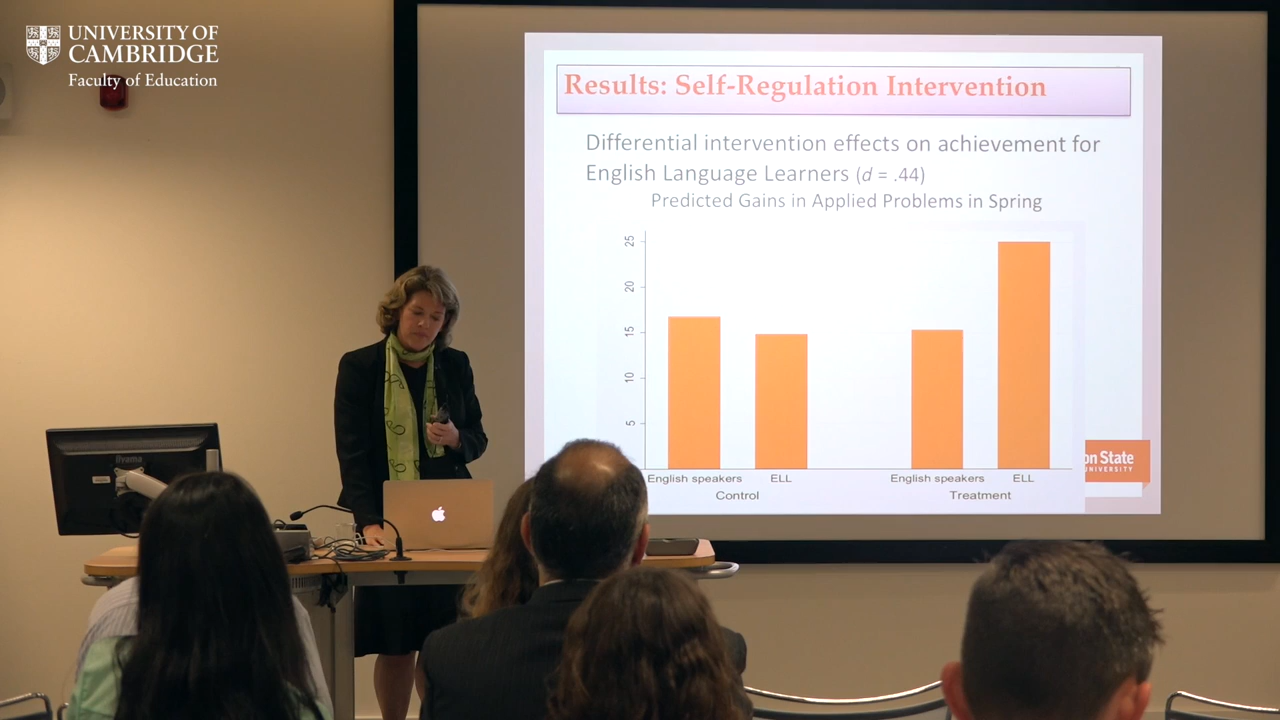 UNIVERSITY OF
CAMBRIDGE
Faculty of Education
Results: Self-Regulation Intervention
Differential intervention effects on achievement for
English Language Learners (d = .44)
Predicted Gains in Applied Problems in Spring
25
20
15
10
5
English speakers
ELL
English speakers
ELL
Control
Treatment
on State
UNIVERSITY
iiyama